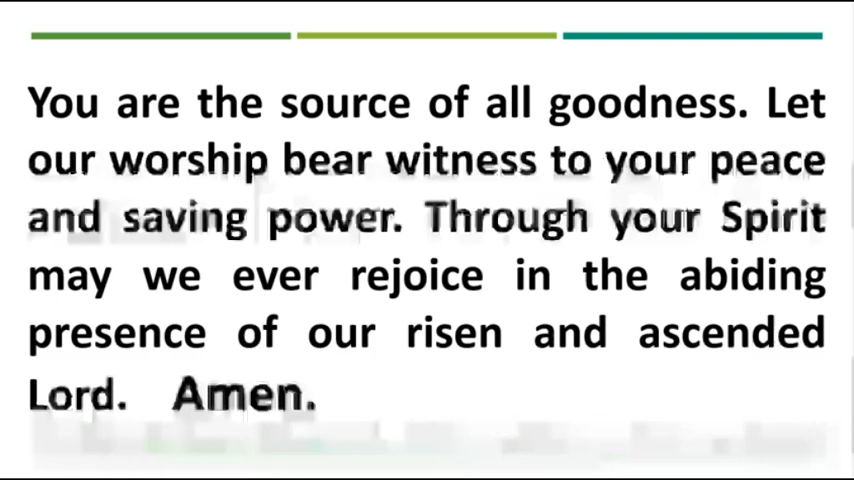 You are the source of all goodness. Let
our worship bear witness to your peace
and saving power. Through your Spirit
may we ever rejoice in the abiding
presence of our risen and ascended
Lord. Amen.